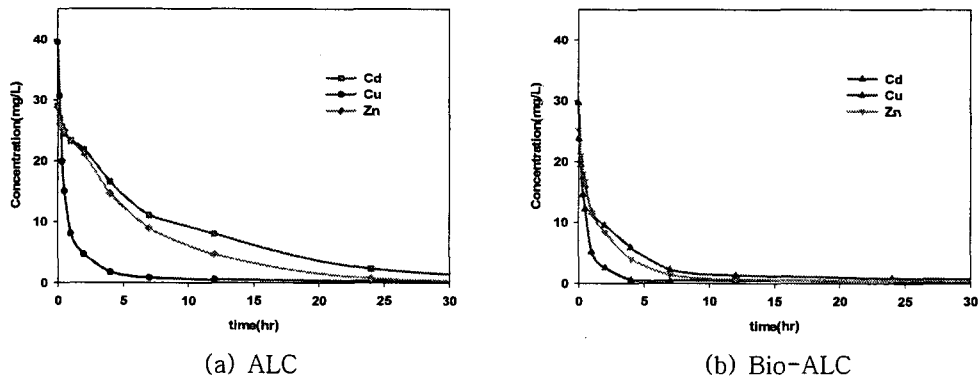 40
30
20
10
0
Concentration(mg/L)
Cd
Cu
Zn
0 5 10 15 20 25 30
time(hr)
(a) ALC
40
30
20
10
0
Concentration(mg/L)
Cd
Cu
Zn
0 5 10 15 20 25 30
time(hr)
(b) Bio-ALC